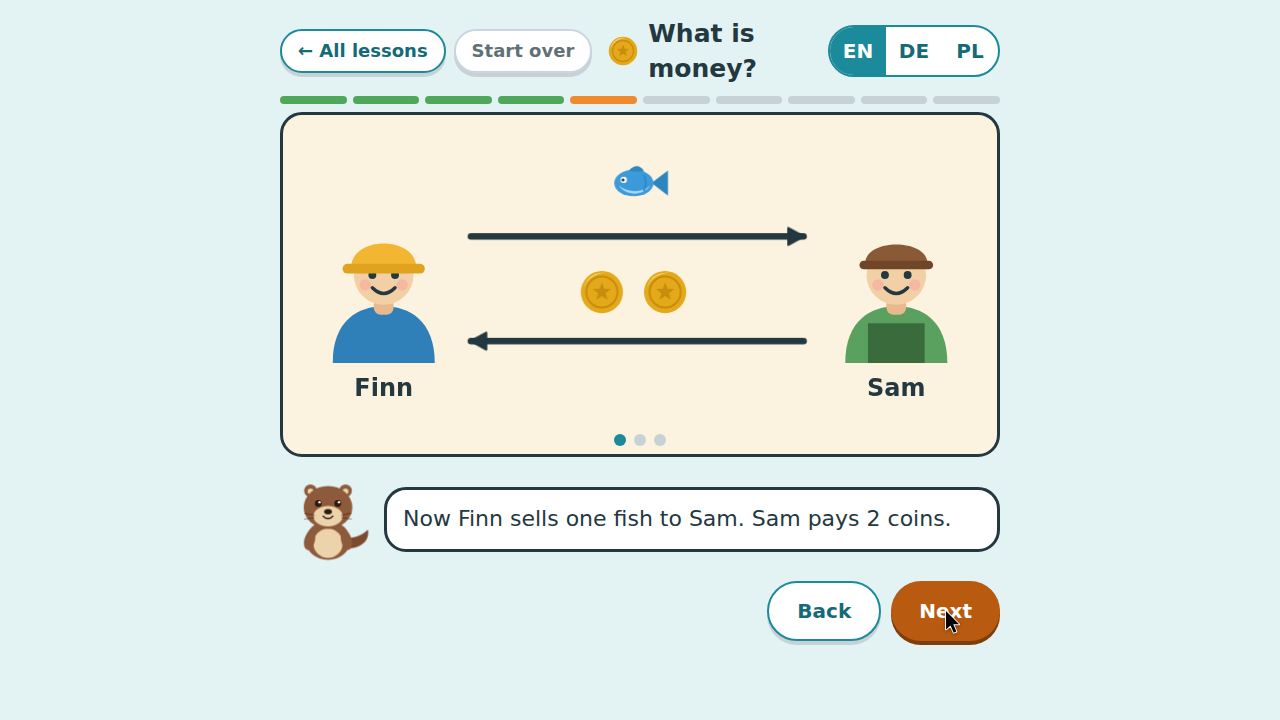 ← All lessons
Start over
What is
money?
EN DE PL
Finn
Sam
Now Finn sells one fish to Sam. Sam pays 2 coins.
Back
Next